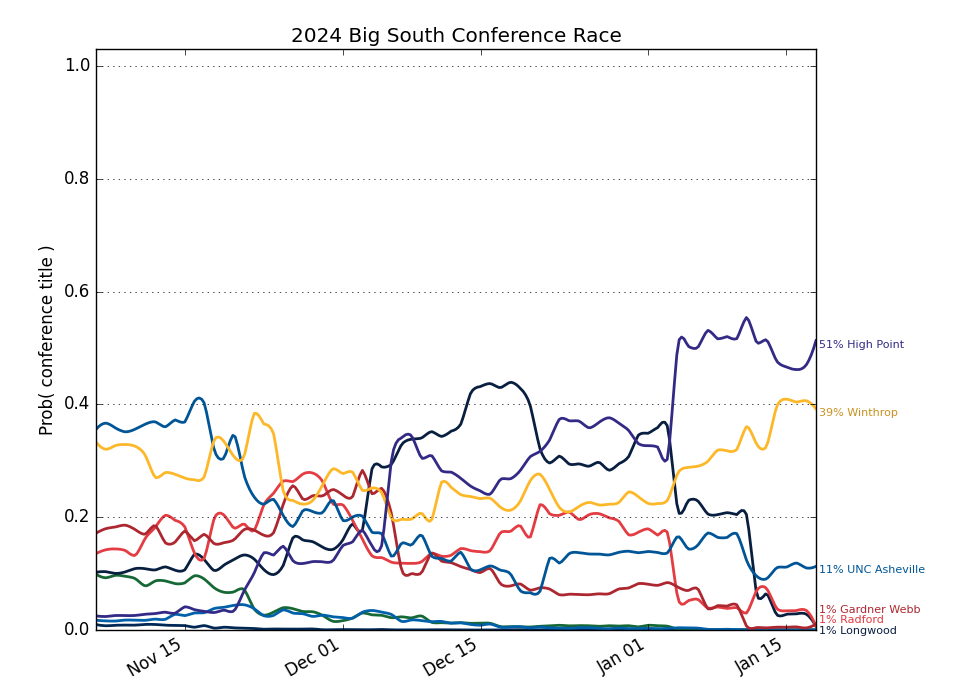 2024 Big South Conference Race
Prob( conference title )
1.0
0.8
0.6
0.4
0.2
0.0
Nov 15
Dec 01
Dec 15
Jan 01
Jan 15
51% High Point
39% Winthrop
11% UNC Asheville
1% Gardner Webb
1% Radford
1% Longwood